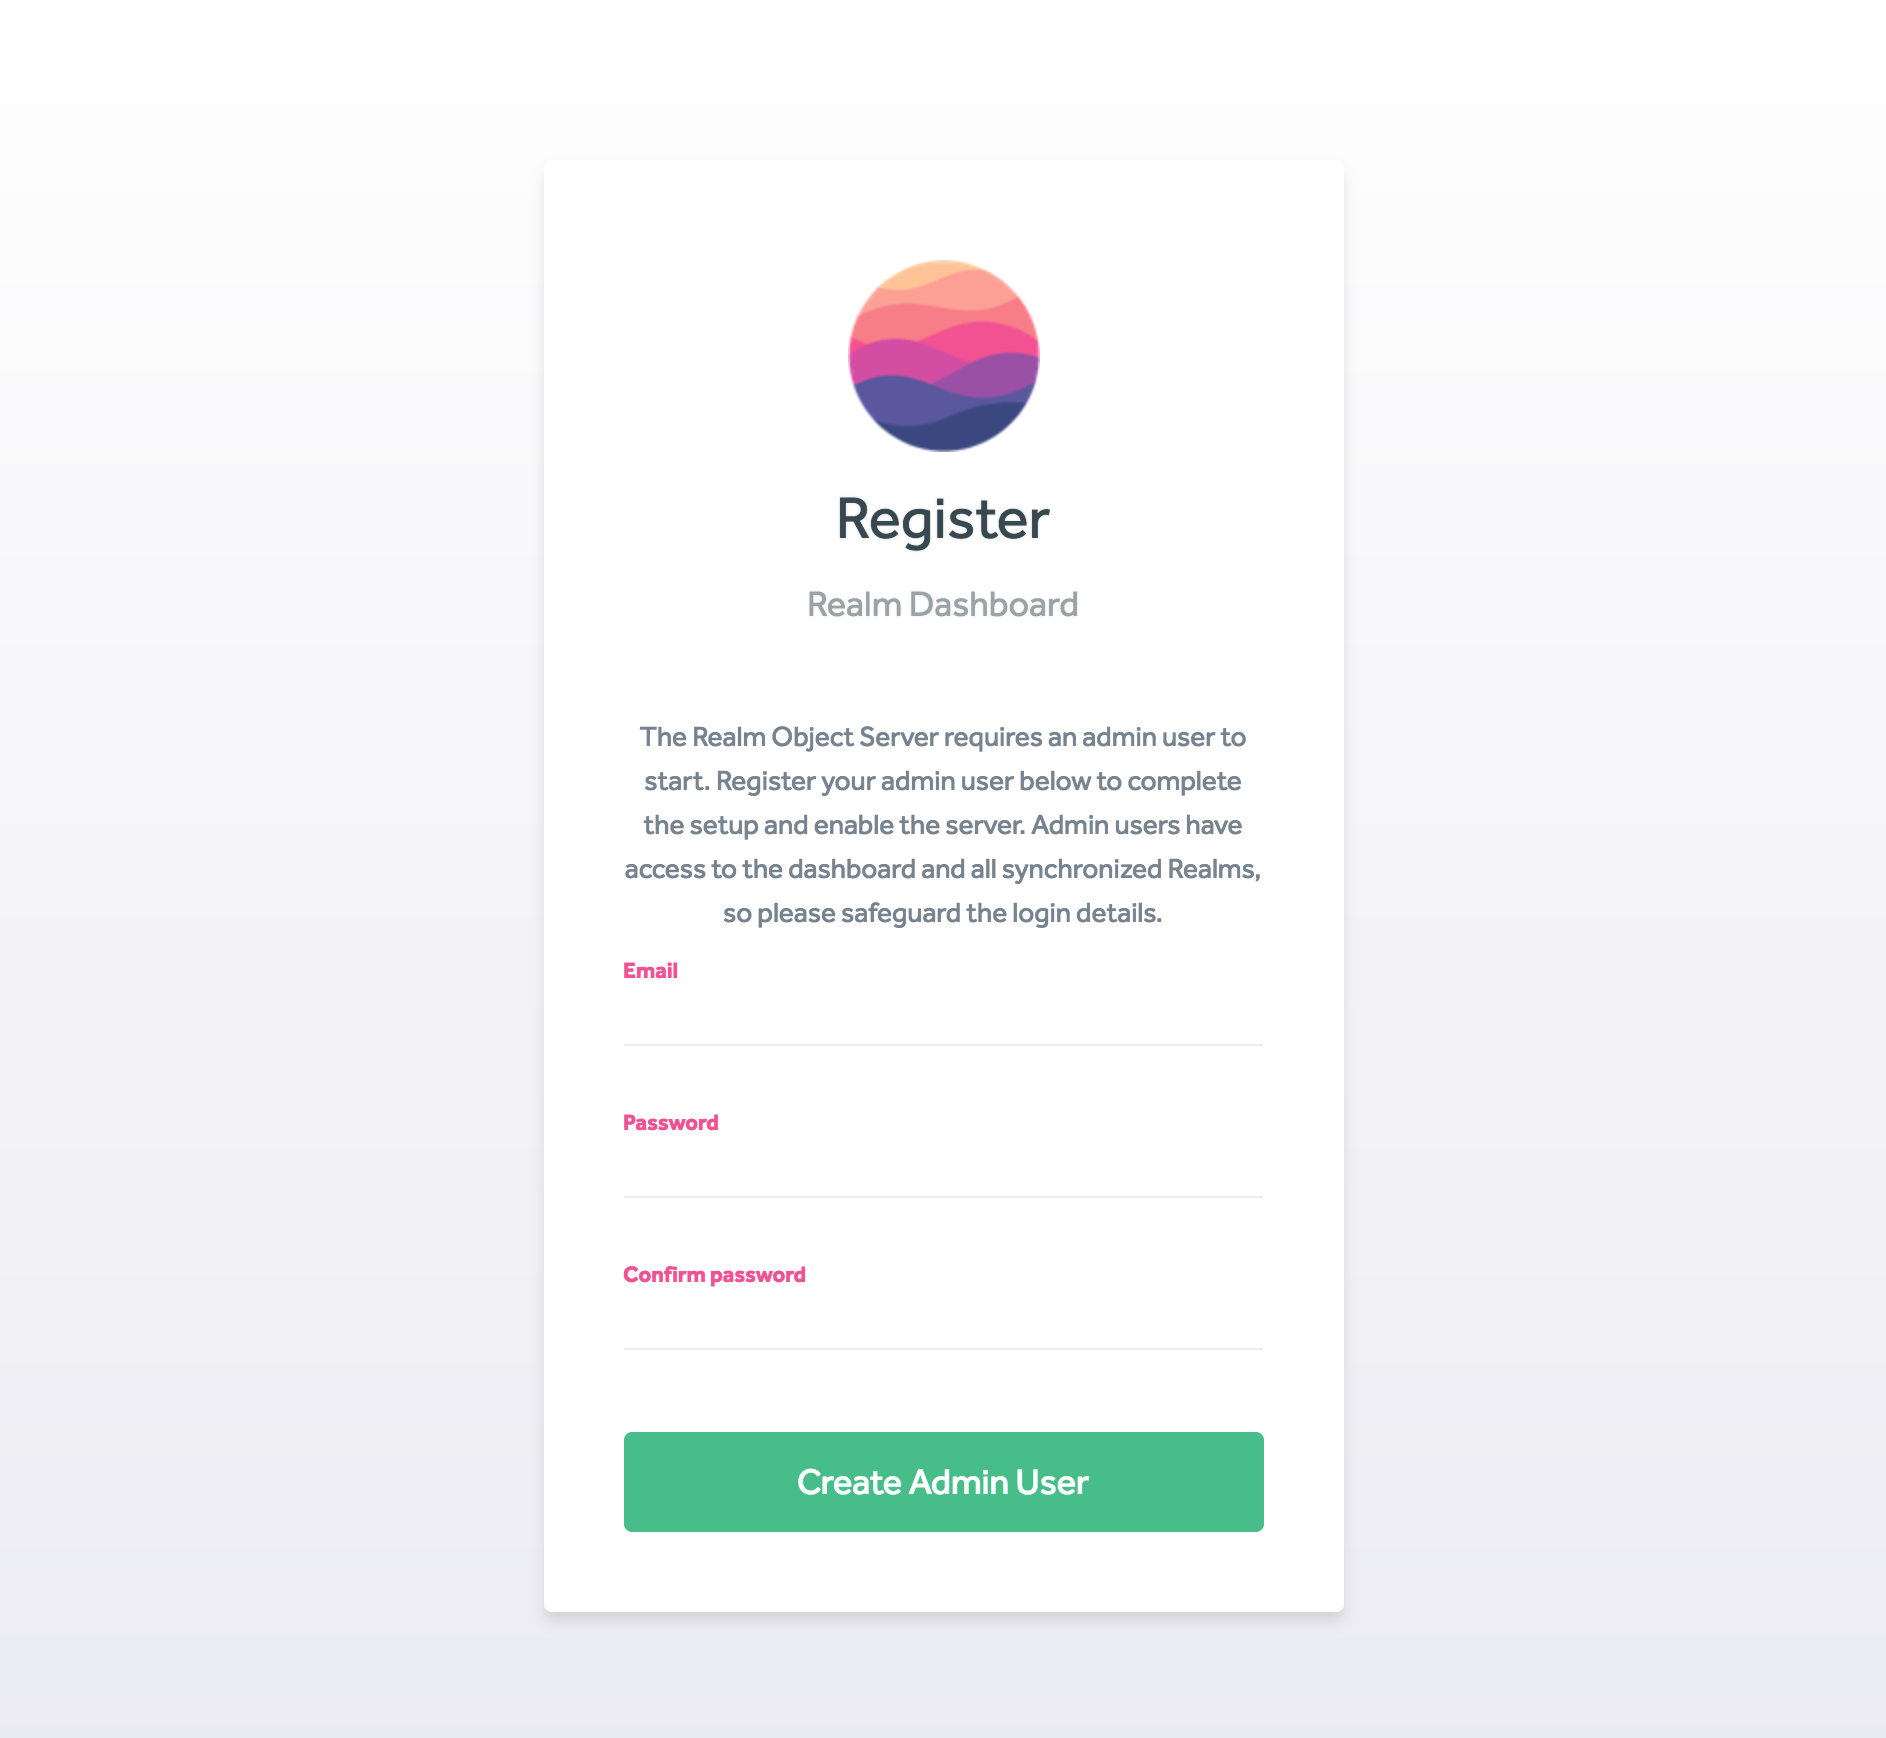 Register
Realm Dashboard
The Realm Object Server requires an admin user to
start. Register your admin user below to complete
the setup and enable the server. Admin users have
access to the dashboard and all synchronized Realms,
so please safeguard the login details.
Email
Password
Confirm password
Create Admin User